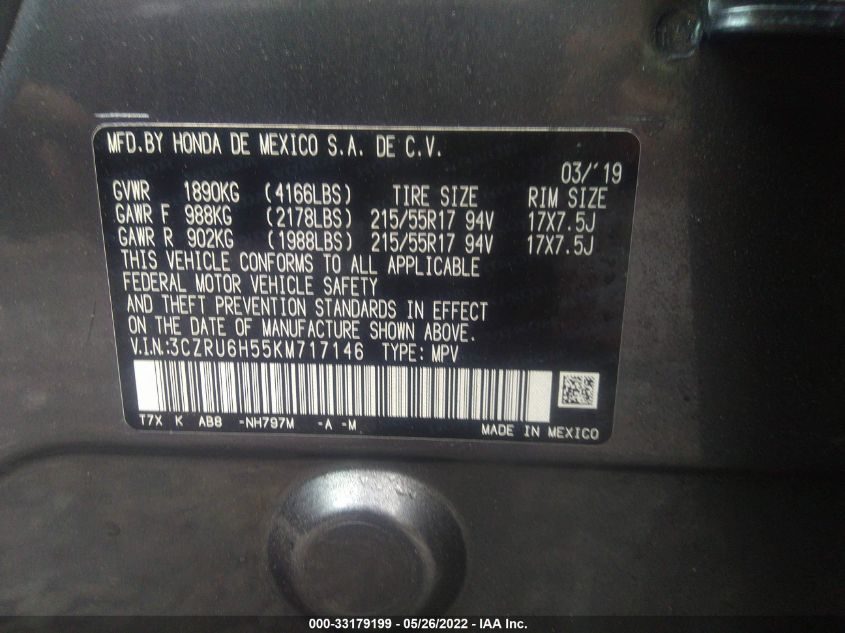 MFD.BY HONDA DE MEXICO S.A. DE C.V.
03/'19
GVWR 1890KG (4166LBS) TIRE SIZE RIM SIZE
GAWR F 988KG (2178LBS) 215/55R17 94V 17X7.5J
GAWR R 902KG (1988LBS) 215/55R17 94V 17X7.5J
THIS VEHICLE CONFORMS TO ALL APPLICABLE
FEDERAL MOTOR VEHICLE SAFETY
AND THEFT PREVENTION STANDARDS IN EFFECT
ON THE DATE OF MANUFACTURE SHOWN ABOVE.
V.I.N:3CZRU6H55KM717146 TYPE: MPV
T7X K AB8 -NH797M -A -M
MADE IN MEXICO
000-33179199 - 05/26/2022 - IAA Inc.